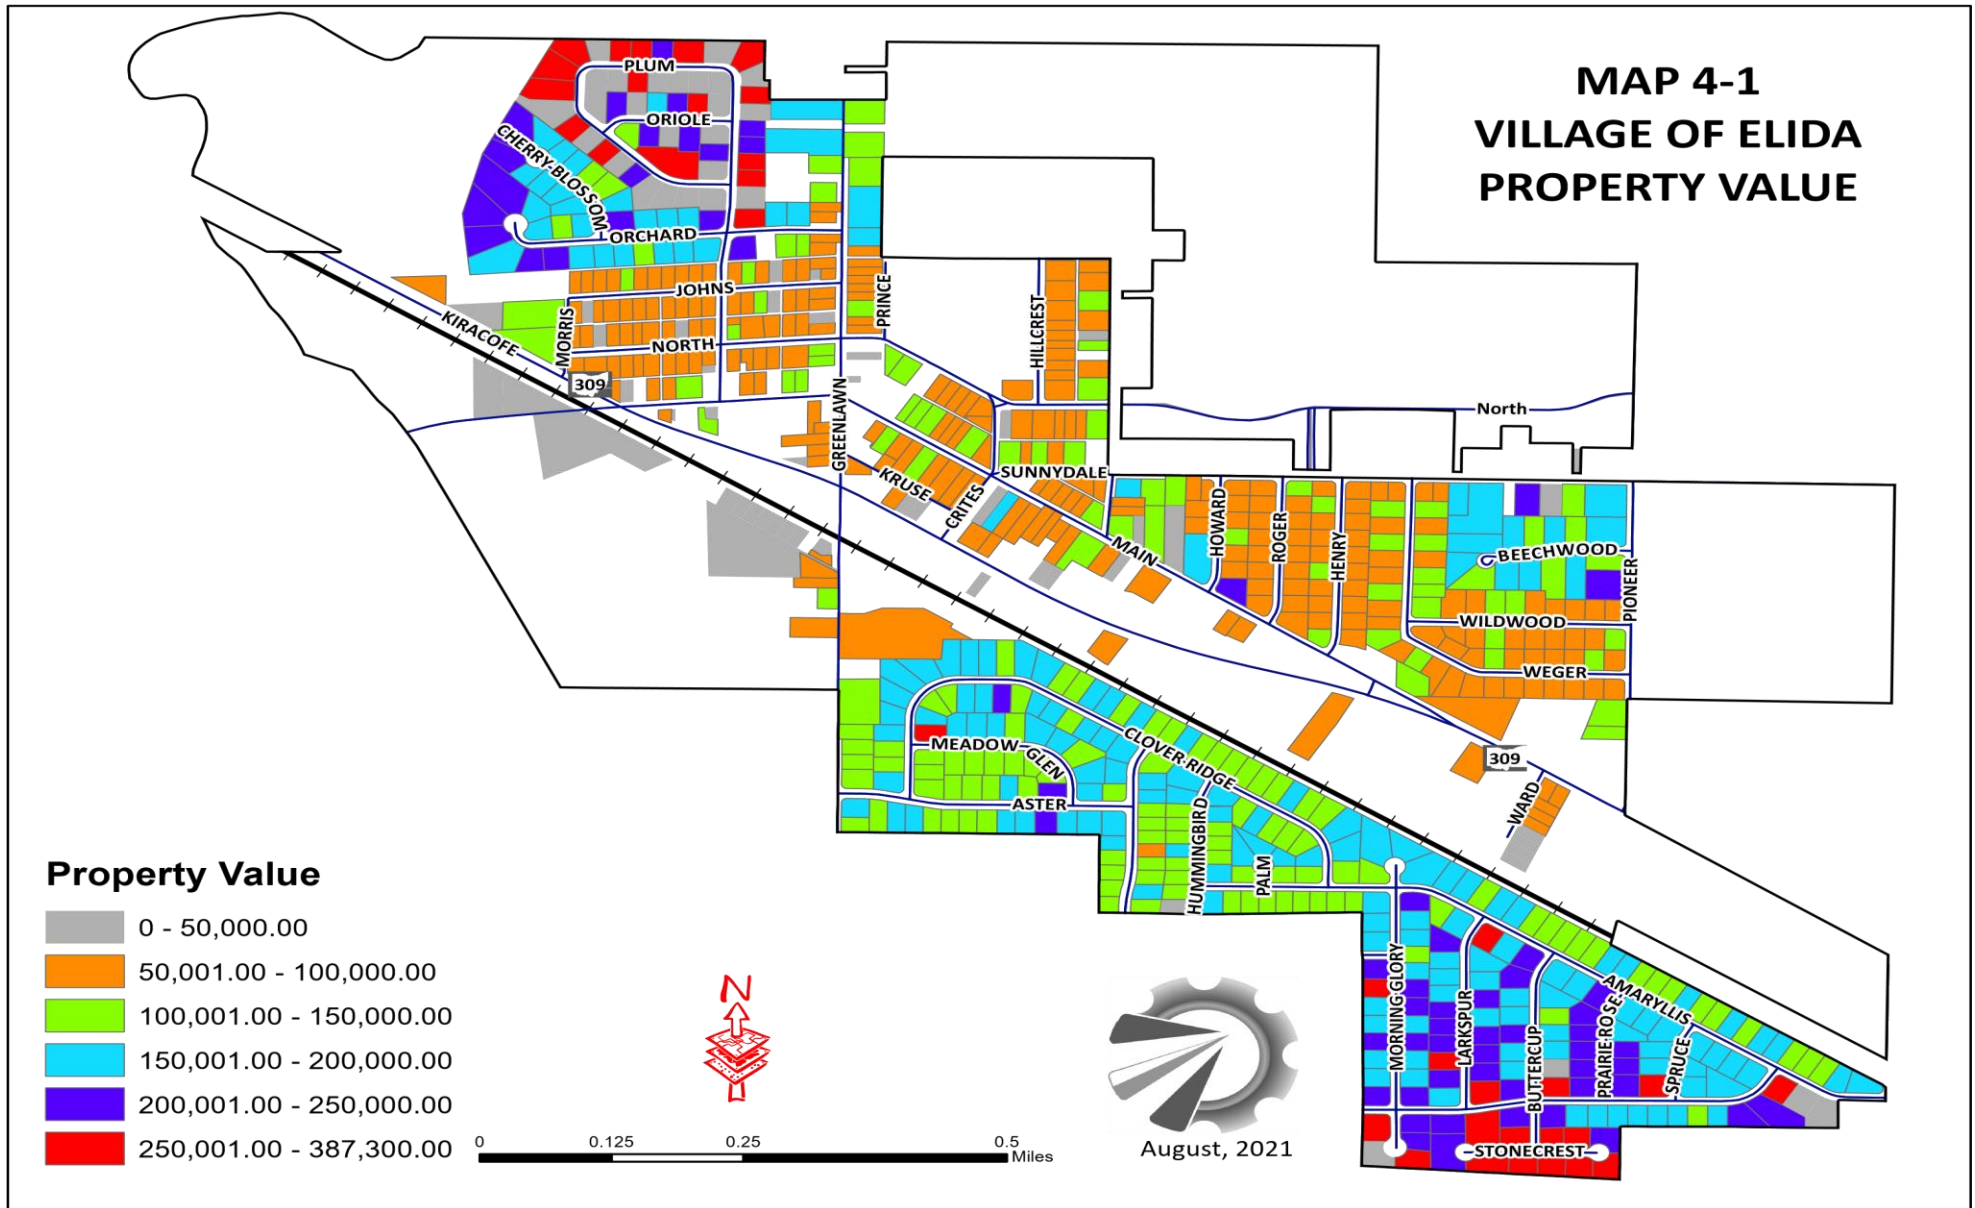 MAP 4-1
VILLAGE OF ELIDA
PROPERTY VALUE
PLUM
ORIOLE
CHERRY-BLOSSOM
ORCHARD
JOHNS
PRINCE
HILLCREST
KIRACOFE
MORRIS
NORTH
309
GREENLAWN
North
KRUSE
CRITES
SUNNYDALE
MAIN
HOWARD
ROGER
HENRY
BEECHWOOD
PIONEER
WILDWOOD
WEGER
MEADOW
GLEN
CLOVER-RIDGE
ASTER
HUMMINGBIRD
PALM
309
WARD
MORNING-GLORY
LARKSPUR
BUTTERCUP
PRAIRIE-ROSE
AMARYLLIS
SPRUCE
STONECREST
Property Value
0 - 50,000.00
50,001.00 - 100,000.00
100,001.00 - 150,000.00
150,001.00 - 200,000.00
200,001.00 - 250,000.00
250,001.00 - 387,300.00
N
0 0.125 0.25 0.5
Miles
August, 2021